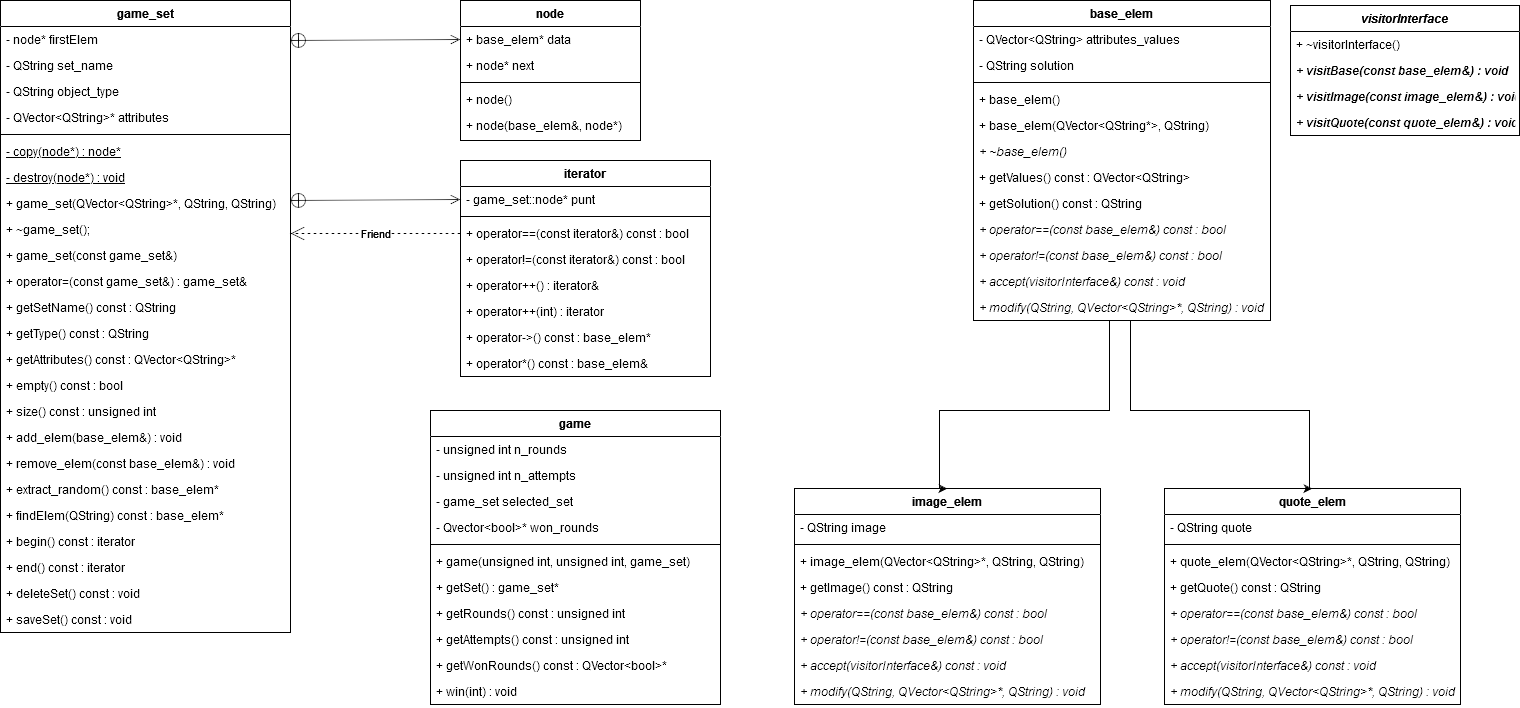 game_set
- node* firstElem
- QString set_name
- QString object_type
- QVector<QString>* attributes
- copy(node*) : node*
- destroy(node*) : void
+ game_set(QVector<QString>*, QString, QString)
+ ~game_set();
+ game_set(const game_set&)
+ operator=(const game_set&) : game_set&
+ getSetName() const : QString
+ getType() const : QString
+ getAttributes() const : QVector<QString>*
+ empty() const : bool
+ size() const : unsigned int
+ add_elem(base_elem&) : void
+ remove_elem(const base_elem&) : void
+ extract_random() const : base_elem*
+ findElem(QString) const : base_elem*
+ begin() const : iterator
+ end() const : iterator
+ deleteSet() const : void
+ saveSet() const : void
node
+ base_elem* data
+ node* next
+ node()
+ node(base_elem&, node*)
iterator
- game_set::node* punt
Friend
+ operator==(const iterator&) const : bool
+ operator!=(const iterator&) const : bool
+ operator++() : iterator&
+ operator++(int) : iterator
+ operator->() const : base_elem*
+ operator*() const : base_elem&
game
- unsigned int n_rounds
- unsigned int n_attempts
- game_set selected_set
- Qvector<bool>* won_rounds
+ game(unsigned int, unsigned int, game_set)
+ getSet() : game_set*
+ getRounds() const : unsigned int
+ getAttempts() const : unsigned int
+ getWonRounds() const : QVector<bool>*
+ win(int) : void
base_elem
- QVector<QString> attributes_values
- QString solution
+ base_elem()
+ base_elem(QVector<QString*>, QString)
+ ~base_elem()
+ getValues() const : QVector<QString>
+ getSolution() const : QString
+ operator==(const base_elem&) const : bool
+ operator!=(const base_elem&) const : bool
+ accept(visitorInterface&) const : void
+ modify(QString, QVector<QString>*, QString) : void
visitorInterface
+ ~visitorInterface()
+ visitBase(const base_elem&) : void
+ visitImage(const image_elem&) : voi
+ visitQuote(const quote_elem&) : voic
image_elem
- QString image
+ image_elem(QVector<QString>*, QString, QString)
+ getImage() const : QString
+ operator==(const base_elem&) const : bool
+ operator!=(const base_elem&) const : bool
+ accept(visitorInterface&) const : void
+ modify(QString, QVector<QString>*, QString) : void
quote_elem
- QString quote
+ quote_elem(QVector<QString>*, QString, QString)
+ getQuote() const : QString
+ operator==(const base_elem&) const : bool
+ operator!=(const base_elem&) const : bool
+ accept(visitorInterface&) const : void
+ modify(QString, QVector<QString>*, QString) : void